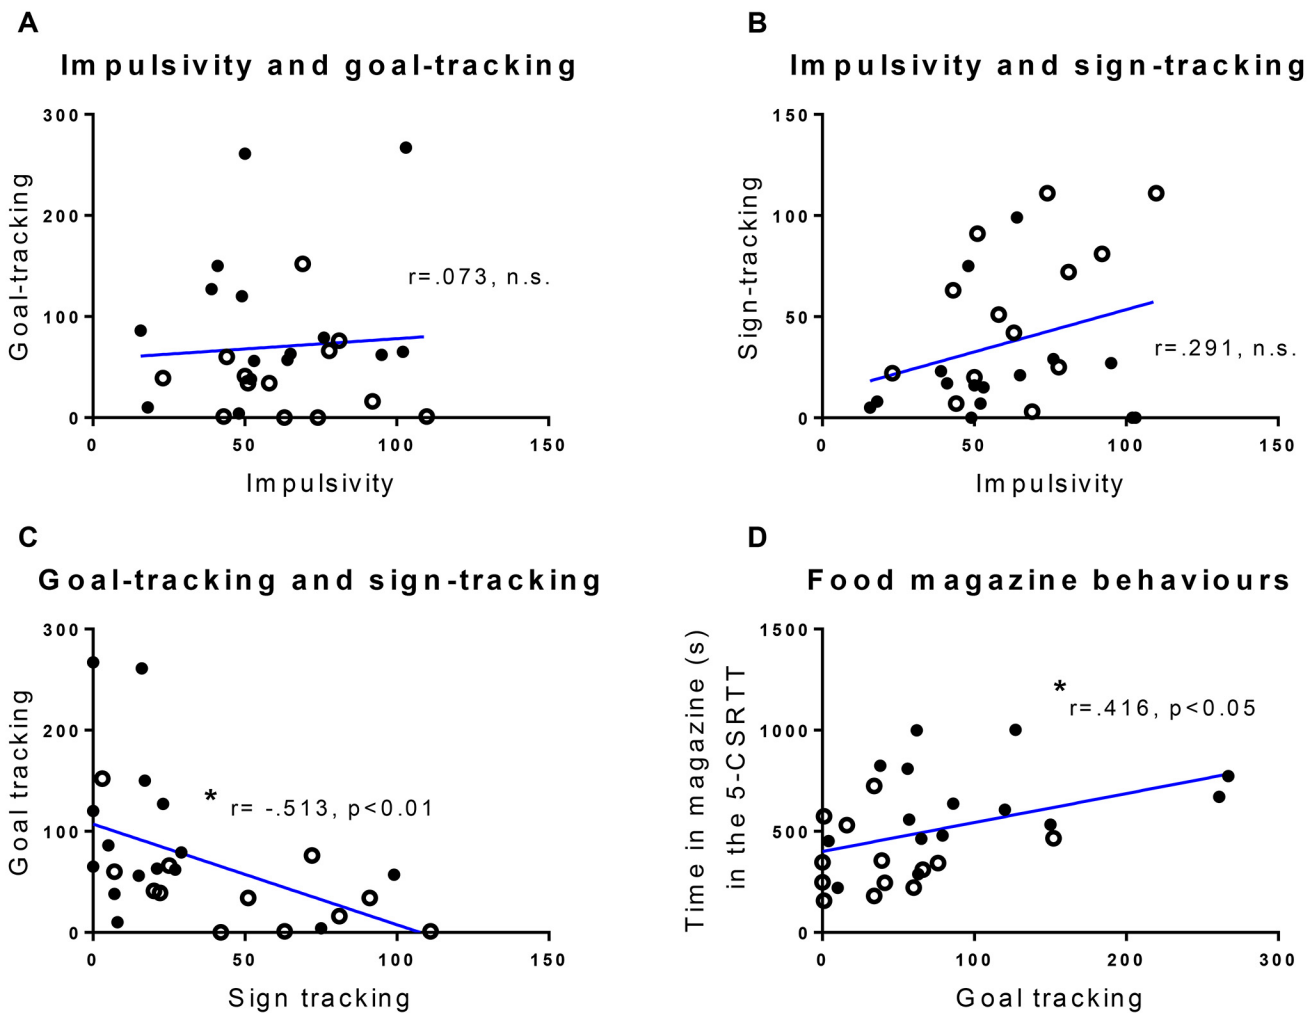 A
Impulsivity and goal-tracking
300
200
100
0
Goal-tracking
r=.073, n.s.
0 50 100 150
Impulsivity
B
Impulsivity and sign-tracking
150
100
50
0
Sign-tracking
r=.291, n.s.
0 50 100 150
Impulsivity
C
Goal-tracking and sign-tracking
300
200
100
0
Goal tracking
* r= -.513, p<0.01
0 50 100 150
Sign tracking
D
Food magazine behaviours
1500
1000
500
0
Time in magazine (s)
in the 5-CSRTT
*
r=.416, p<0.05
0 100 200 300
Goal tracking